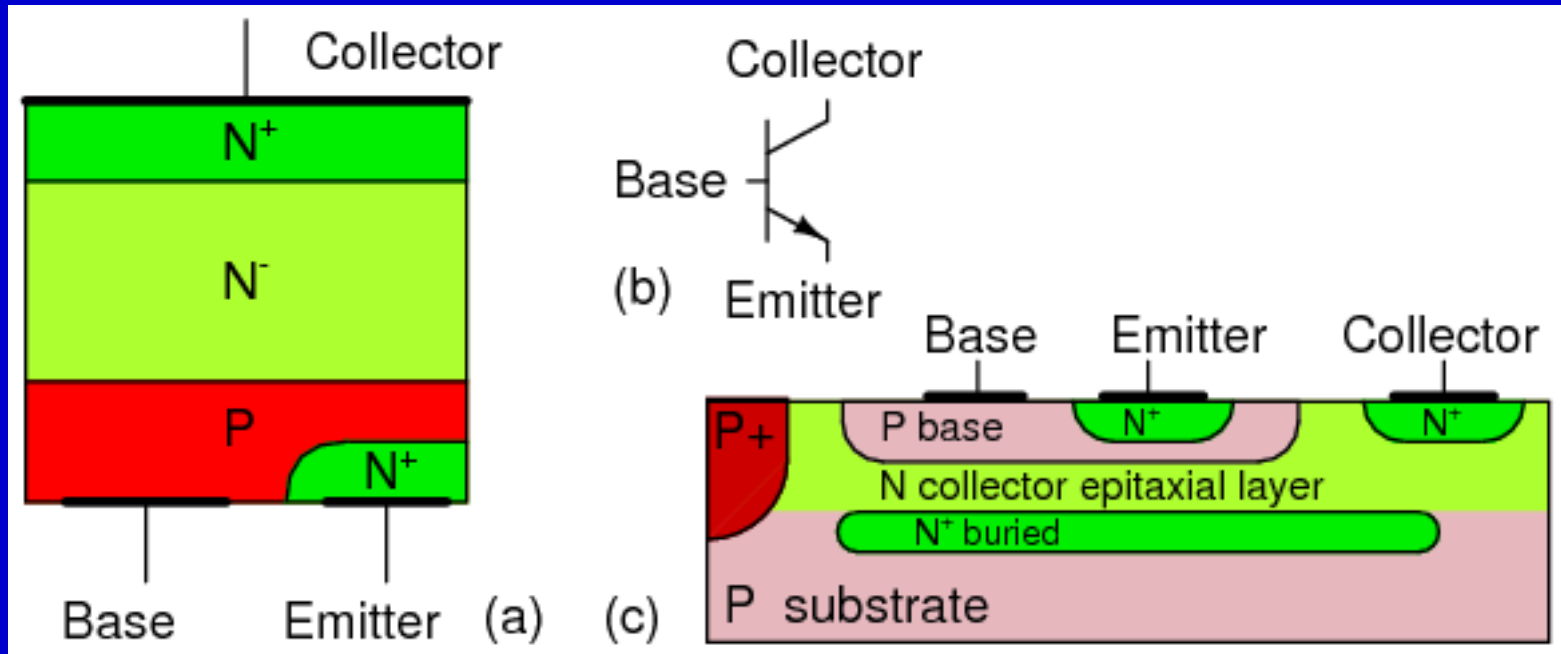 Collector
N⁺
N⁻
P
N⁺
Base Emitter (a)
Collector
Base
Emitter
(b)
Base Emitter Collector
P+ P base N⁺ N⁺
N collector epitaxial layer
N⁺ buried
P substrate
(c)